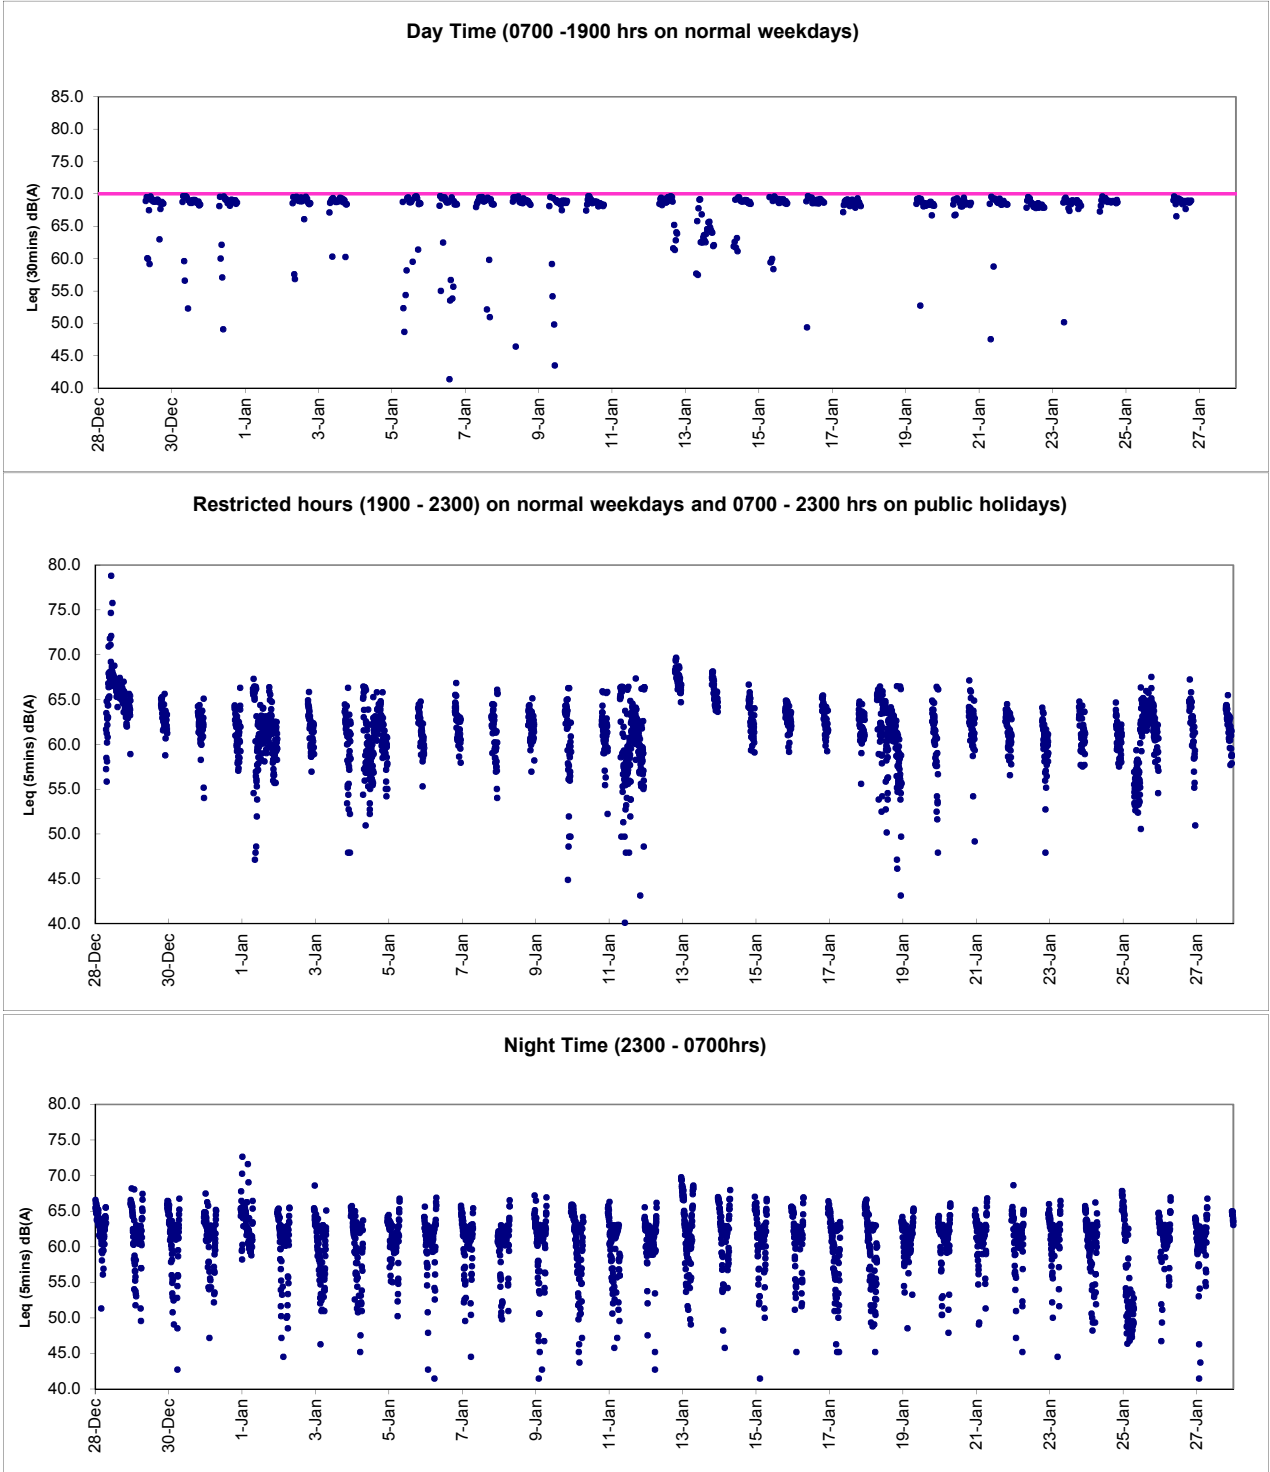 Day Time (0700 -1900 hrs on normal weekdays)
Leq (30mins) dB(A)
85.0
80.0
75.0
70.0
65.0
60.0
55.0
50.0
45.0
40.0
28-Dec
30-Dec
1-Jan
3-Jan
5-Jan
7-Jan
9-Jan
11-Jan
13-Jan
15-Jan
17-Jan
19-Jan
21-Jan
23-Jan
25-Jan
27-Jan
Restricted hours (1900 - 2300) on normal weekdays and 0700 - 2300 hrs on public holidays)
Leq (5mins) dB(A)
80.0
75.0
70.0
65.0
60.0
55.0
50.0
45.0
40.0
28-Dec
30-Dec
1-Jan
3-Jan
5-Jan
7-Jan
9-Jan
11-Jan
13-Jan
15-Jan
17-Jan
19-Jan
21-Jan
23-Jan
25-Jan
27-Jan
Night Time (2300 - 0700hrs)
Leq (5mins) dB(A)
80.0
75.0
70.0
65.0
60.0
55.0
50.0
45.0
40.0
28-Dec
30-Dec
1-Jan
3-Jan
5-Jan
7-Jan
9-Jan
11-Jan
13-Jan
15-Jan
17-Jan
19-Jan
21-Jan
23-Jan
25-Jan
27-Jan